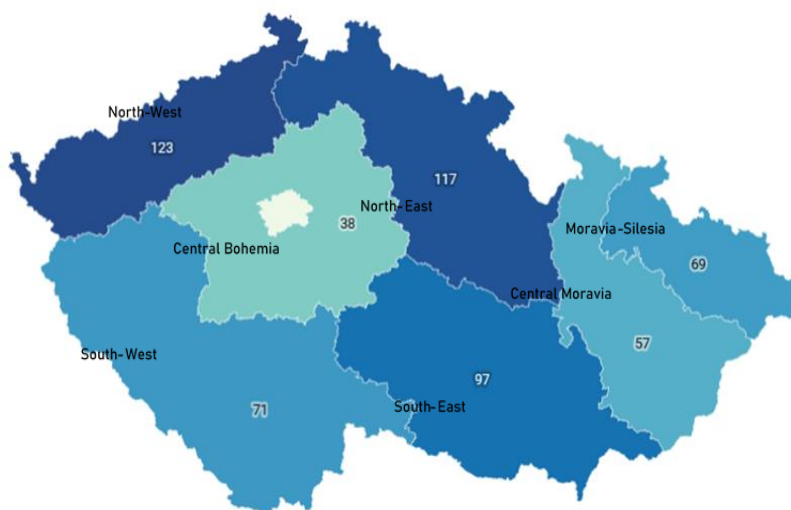 North-West
123
117
North-East
38
Moravia-Silesia
Central Bohemia
69
Central Moravia
57
South-West
97
South-East
71